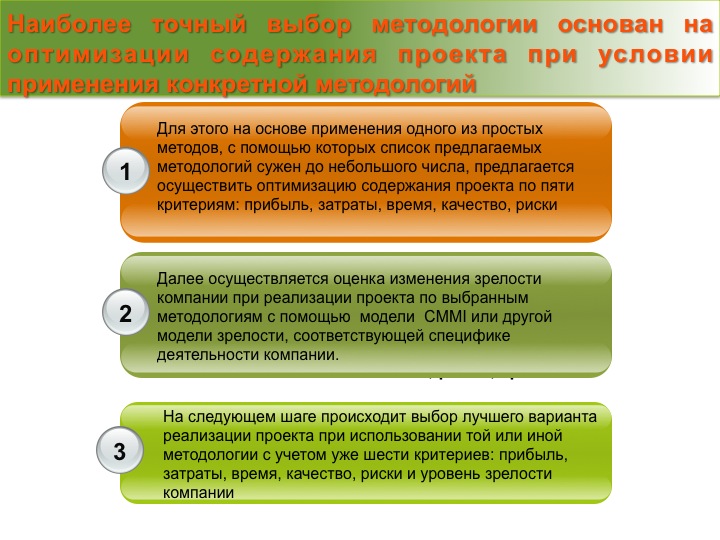 Наиболее точный выбор методологии основан на
оптимизации содержания проекта при условии
применения конкретной методологий
1
Для этого на основе применения одного из простых
методов, с помощью которых список предлагаемых
методологий сужен до небольшого числа, предлагается
осуществить оптимизацию содержания проекта по пяти
критериям: прибыль, затраты, время, качество, риски
2
Далее осуществляется оценка изменения зрелости
компании при реализации проекта по выбранным
методологиям с помощью модели CMMI или другой
модели зрелости, соответствующей специфике
деятельности компании.
3
На следующем шаге происходит выбор лучшего варианта
реализации проекта при использовании той или иной
методологии с учетом уже шести критериев: прибыль,
затраты, время, качество, риски и уровень зрелости
компании